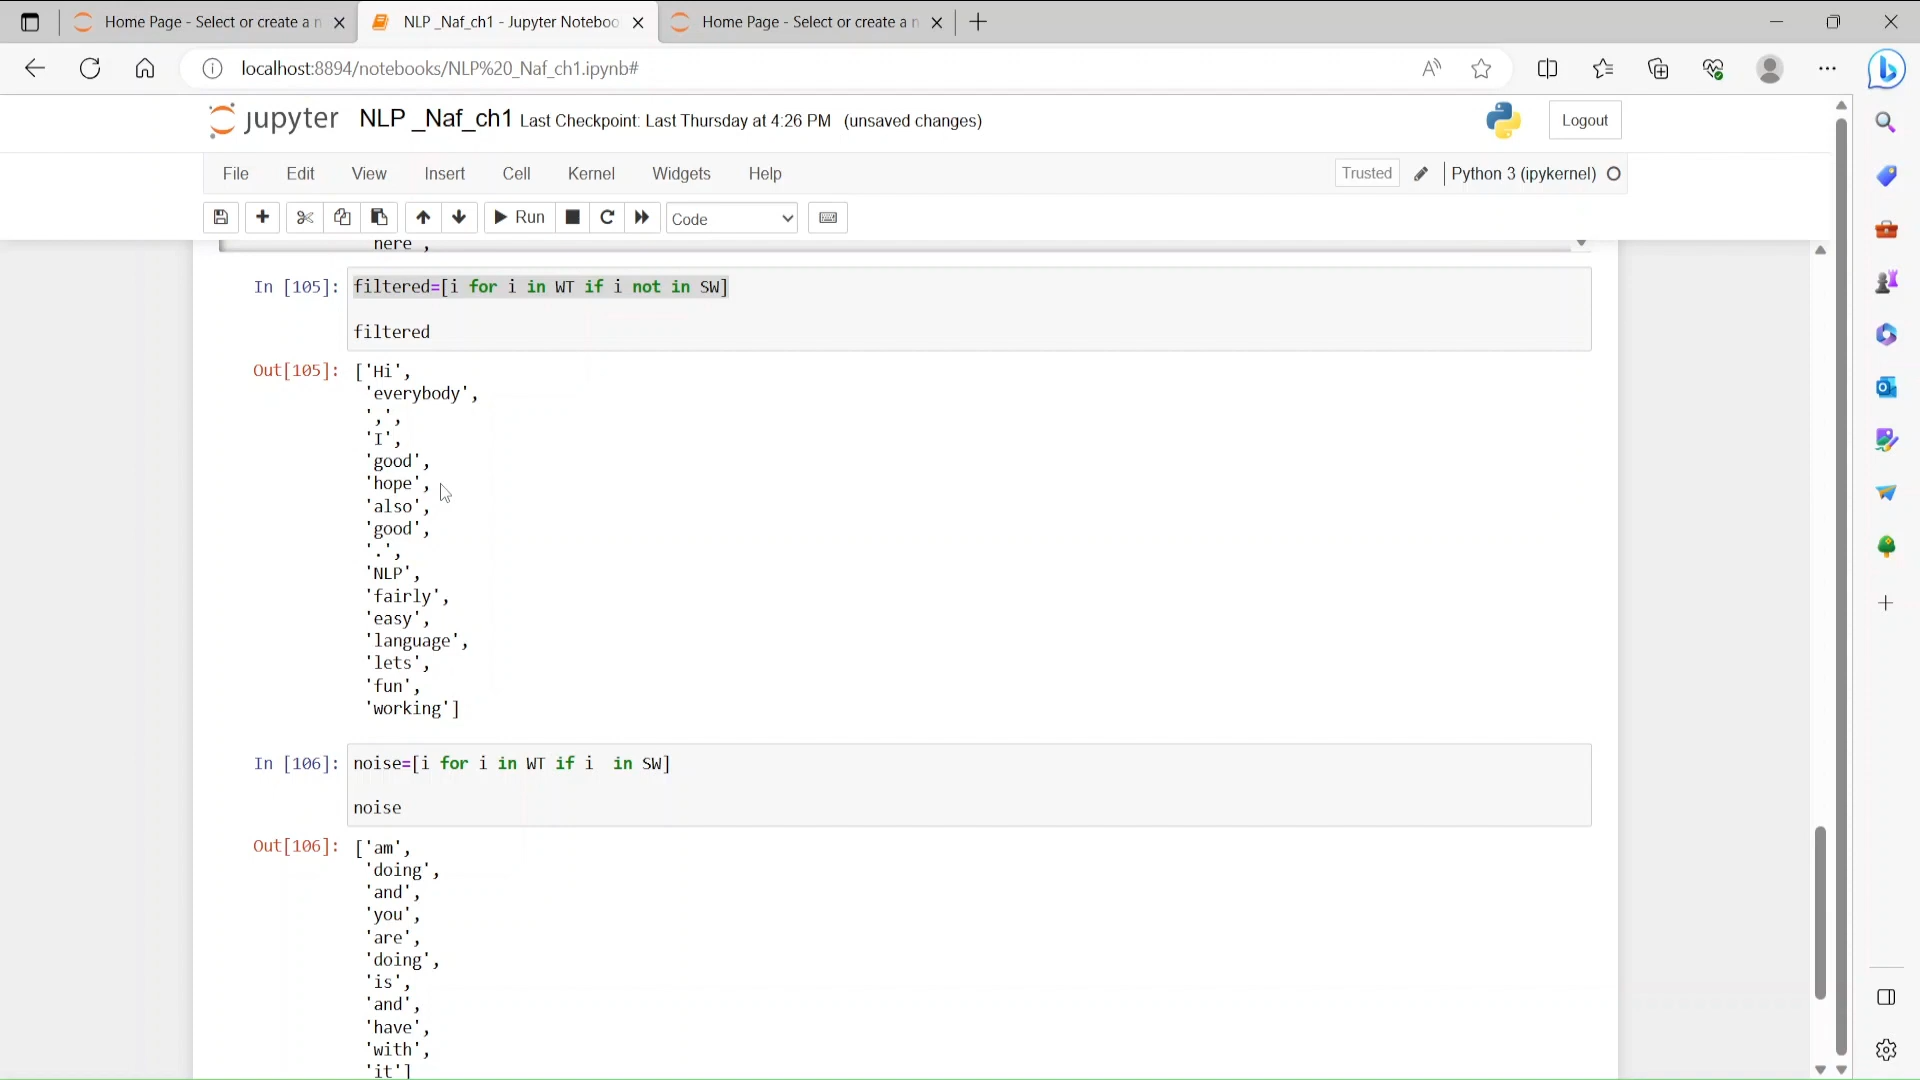 Home Page - Select or create a n
NLP _Naf_ch1 - Jupyter Noteboo
Home Page - Select or create a n
localhost:8894/notebooks/NLP%20_Naf_ch1.ipynb#
jupyter NLP _Naf_ch1 Last Checkpoint: Last Thursday at 4:26 PM (unsaved changes)
Logout
File Edit View Insert Cell Kernel Widgets Help
Trusted Python 3 (ipykernel)
Run Code
here ,
In [105]: filtered=[i for i in WT if i not in SW]
filtered
Out[105]: ['Hi',
'everybody',
',',
'I',
'good',
'hope',
'also',
'good',
'.',
'NLP',
'fairly',
'easy',
'language',
'lets',
'fun',
'working']
In [106]: noise=[i for i in WT if i  in SW]
noise
Out[106]: ['am',
'doing',
'and',
'you',
'are',
'doing',
'is',
'and',
'have',
'with',
'it']